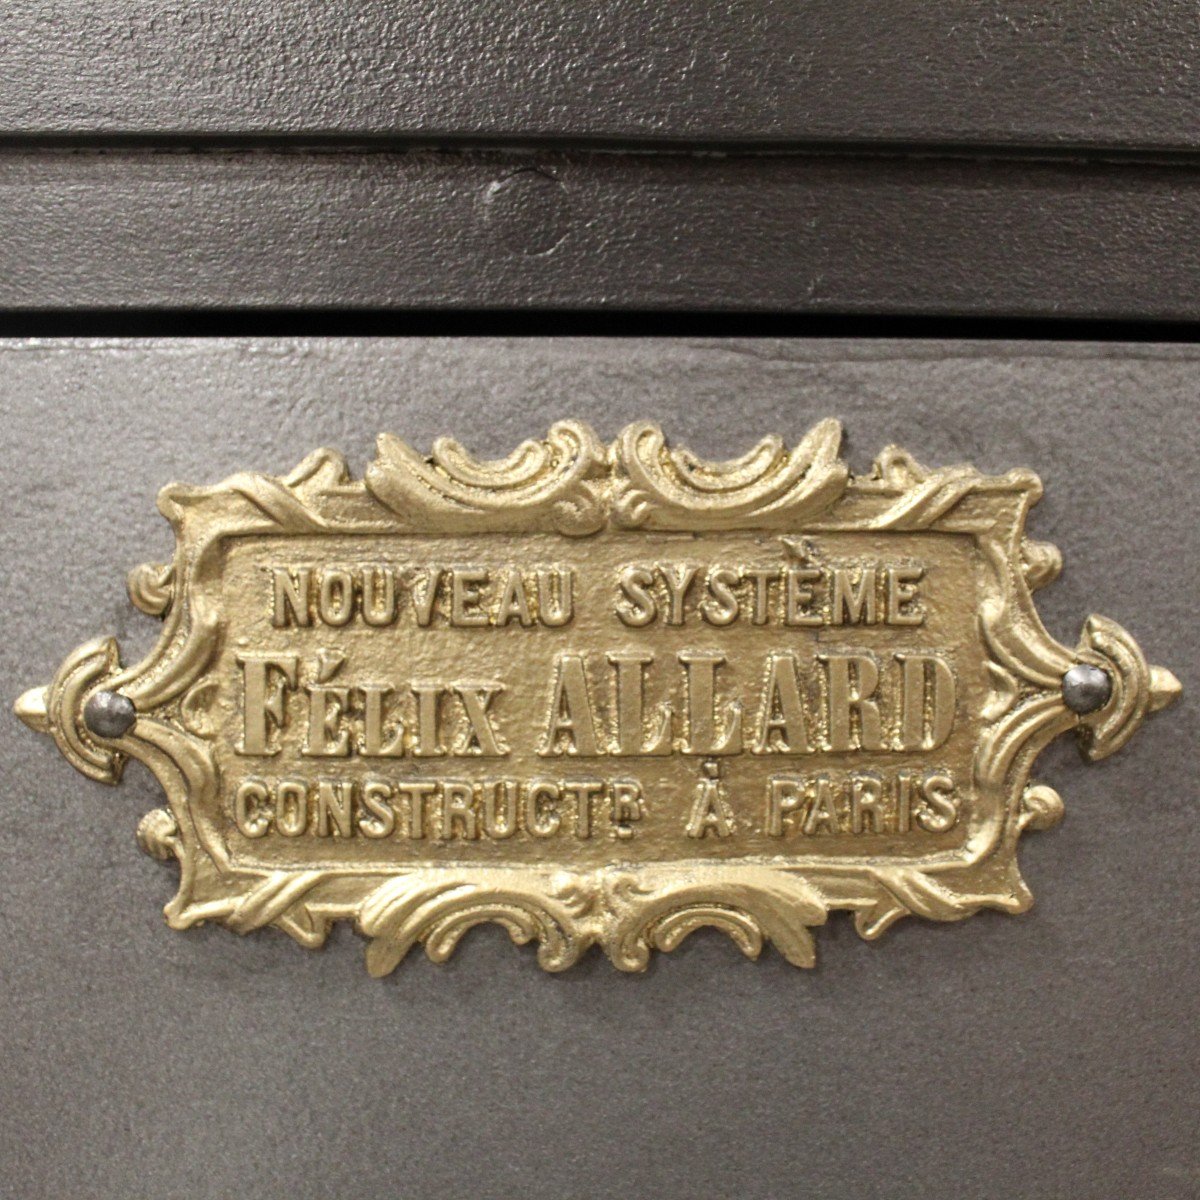 NOUVEAU SYSTÈME
FÉLIX ALLARD
CONSTRUCTR À PARIS